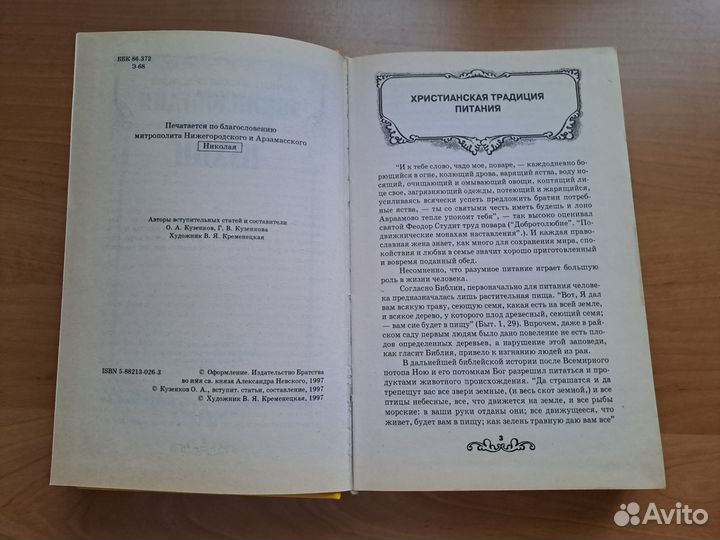 ББК 86.372
Э-68
Печатается по благословению
митрополита Нижегородского и Арзамасского
Николая
Авторы вступительных статей и составители
О. А. Кузенков, Г. В. Кузенкова
Художник В. Я. Кременецкая
ISBN 5-88213-026-3
© Оформление. Издательство Братства
во имя св. князя Александра Невского, 1997
© Кузенков О. А., вступит. статьи, составление, 1997
© Художник В. Я. Кременецкая, 1997
ХРИСТИАНСКАЯ ТРАДИЦИЯ
ПИТАНИЯ
“И к тебе слово, чадо мое, поваре, — каждодневно бо-
рющийся в огне, колющий дрова, варящий яства, воду но-
сящий, очищающий и омывающий овощи, коптящий ли-
це свое, загрязняющий одежды, потеющий и жарящийся,
усиливаясь всячески успеть предложить братии потреб-
ные яства, — ты со святыми честь иметь будешь и лоно
Авраамово тепле упокоит тебя”, — так высоко оценивал
святой Феодор Студит труд повара (“Добротолюбие”. “По-
движнические монахам наставления”.) И каждая право-
славная жена знает, как много для сохранения мира, спо-
койствия и любви в семье значит хорошо приготовленный
и вовремя поданный обед.
Несомненно, что разумное питание играет большую
роль в жизни человека.
Согласно Библии, первоначально для питания челове-
ка предназначалась лишь растительная пища. “Вот, Я дал
вам всякую траву, сеющую семя, какая есть на всей земле,
и всякое дерево, у которого плод древесный, сеющий семя;
— вам сие будет в пищу” (Быт. 1, 29). Впрочем, даже в рай-
ском саду первым людям было дано повеление не есть
плодов определенных деревьев, а нарушение этой заповеди,
как гласит Библия, привело к изгнанию людей из рая.
В дальнейшей библейской истории после Всемирного
потопа Ною и его потомкам Бог разрешил питаться и
продуктами животного происхождения. “Да страшатся и да
трепещут вас все звери земные, (и весь скот земной,) и все
птицы небесные, все, что движется на земле, и все рыбы
морские: в ваши руки отданы они; все движущееся, что
живет, будет вам в пищу; как зелень травную даю вам все”
3
Avito